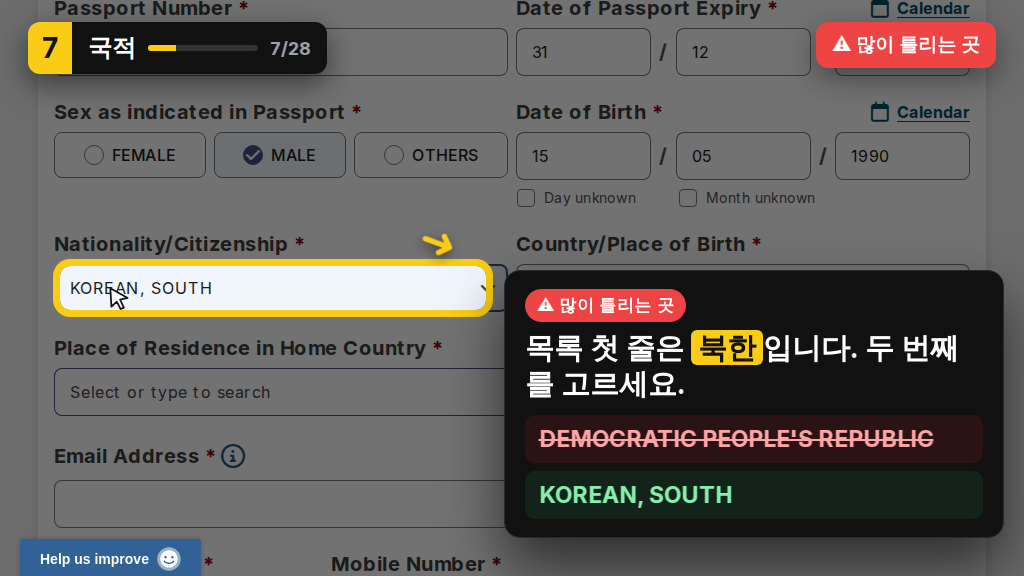 Passport Number *
Date of Passport Expiry *
Calendar
7 국적 7/28
많이 틀리는 곳
31 / 12
Sex as indicated in Passport *
Date of Birth *
Calendar
FEMALE
MALE
OTHERS
15 / 05 / 1990
Day unknown
Month unknown
Nationality/Citizenship *
Country/Place of Birth *
KOREAN, SOUTH
많이 틀리는 곳
목록 첫 줄은 북한입니다. 두 번째
를 고르세요.
DEMOCRATIC PEOPLE'S REPUBLIC
KOREAN, SOUTH
Place of Residence in Home Country *
Select or type to search
Email Address *
Help us improve
*
Mobile Number *